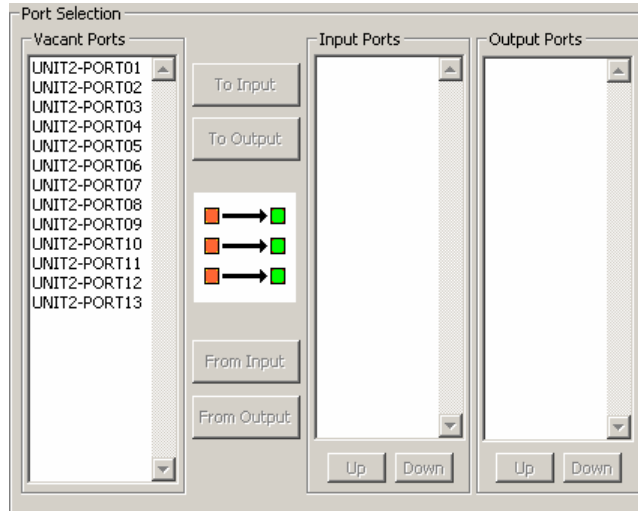 Port Selection
Vacant Ports
UNIT2-PORT01
UNIT2-PORT02
UNIT2-PORT03
UNIT2-PORT04
UNIT2-PORT05
UNIT2-PORT06
UNIT2-PORT07
UNIT2-PORT08
UNIT2-PORT09
UNIT2-PORT10
UNIT2-PORT11
UNIT2-PORT12
UNIT2-PORT13
To Input
To Output
From Input
From Output
Input Ports
Up Down
Output Ports
Up Down